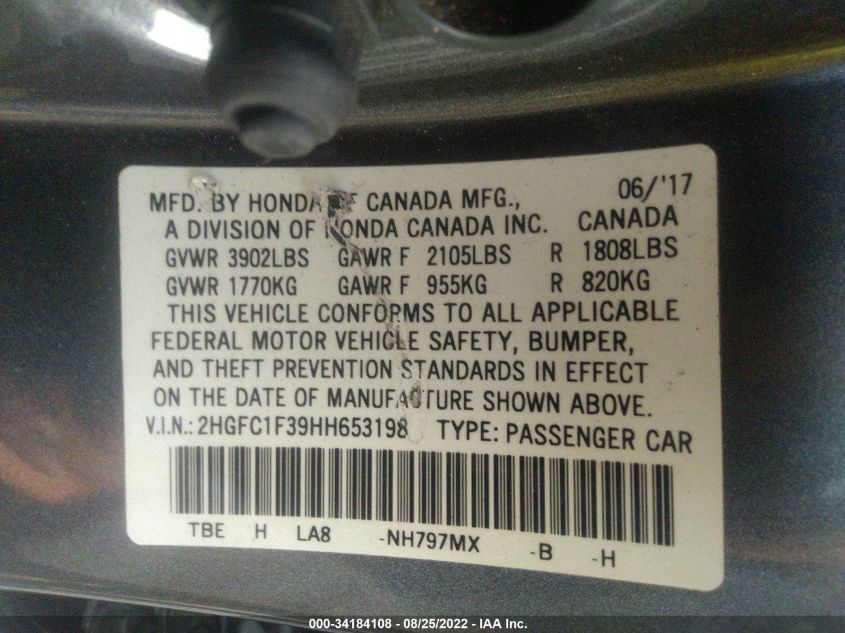 06/'17
MFD. BY HONDA OF CANADA MFG.,
A DIVISION OF HONDA CANADA INC. CANADA
GVWR 3902LBS GAWR F 2105LBS R 1808LBS
GVWR 1770KG GAWR F 955KG R 820KG
THIS VEHICLE CONFORMS TO ALL APPLICABLE
FEDERAL MOTOR VEHICLE SAFETY, BUMPER,
AND THEFT PREVENTION STANDARDS IN EFFECT
ON THE DATE OF MANUFACTURE SHOWN ABOVE.
V.I.N.: 2HGFC1F39HH653198 TYPE: PASSENGER CAR
TBE H LA8 -NH797MX -B -H
000-34184108 - 08/25/2022 - IAA Inc.